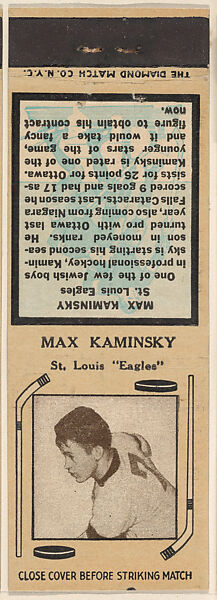 THE DIAMOND MATCH CO. N.Y.C.
MAX KAMINSKY
St. Louis Eagles
One of the few Jewish boys
in professional hockey, Kamin-
sky is starting his second sea-
son in moneyed ranks. He
turned pro with Ottawa last
year, also coming from Niagara
Falls Cataracts. Last season he
scored 9 goals and had 17 as-
sists for 26 points for Ottawa.
Kaminsky is rated one of the
younger stars of the game,
and it would take a fancy
figure to obtain his contract
now.
MAX KAMINSKY
St. Louis "Eagles"
CLOSE COVER BEFORE STRIKING MATCH